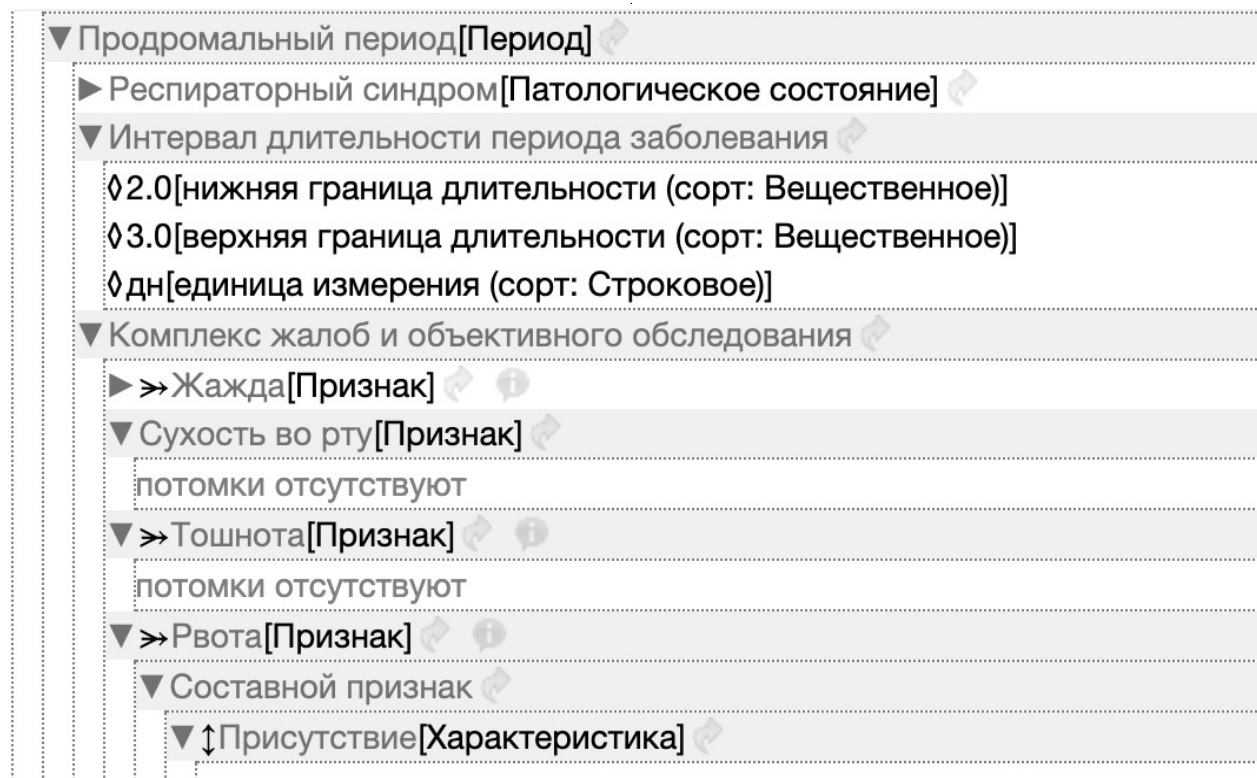 ▼Продромальный период[Период]
▶Респираторный синдром[Патологическое состояние]
▼Интервал длительности периода заболевания
◊2.0[нижняя граница длительности (сорт: Вещественное)]
◊3.0[верхняя граница длительности (сорт: Вещественное)]
◊дн[единица измерения (сорт: Строковое)]
▼Комплекс жалоб и объективного обследования
▶⤖Жажда[Признак]
▼Сухость во рту[Признак]
потомки отсутствуют
▼⤖Тошнота[Признак]
потомки отсутствуют
▼⤖Рвота[Признак]
▼Составной признак
▼↕Присутствие[Характеристика]